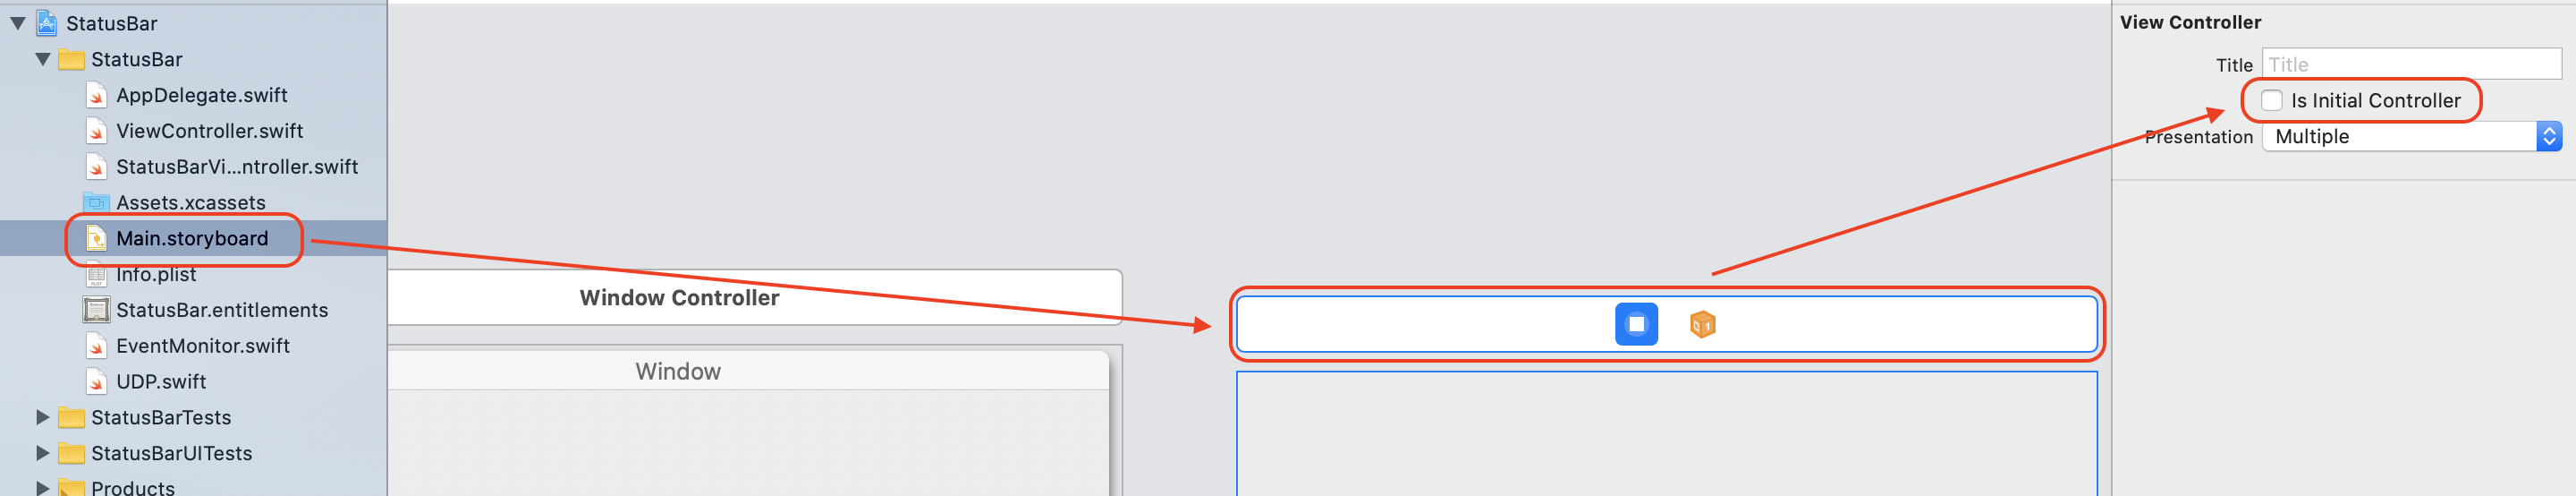 StatusBar
StatusBar
AppDelegate.swift
ViewController.swift
StatusBarVi...ntroller.swift
Assets.xcassets
Main.storyboard
Info.plist
StatusBar.entitlements
EventMonitor.swift
UDP.swift
StatusBarTests
StatusBarUITests
Products
Window Controller
Window
View Controller
Title Title
Is Initial Controller
Presentation Multiple